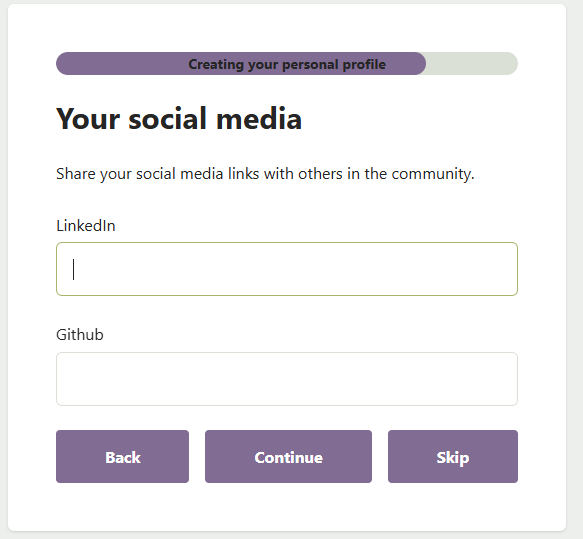 Creating your personal profile
Your social media
Share your social media links with others in the community.
LinkedIn
Github
Back Continue Skip